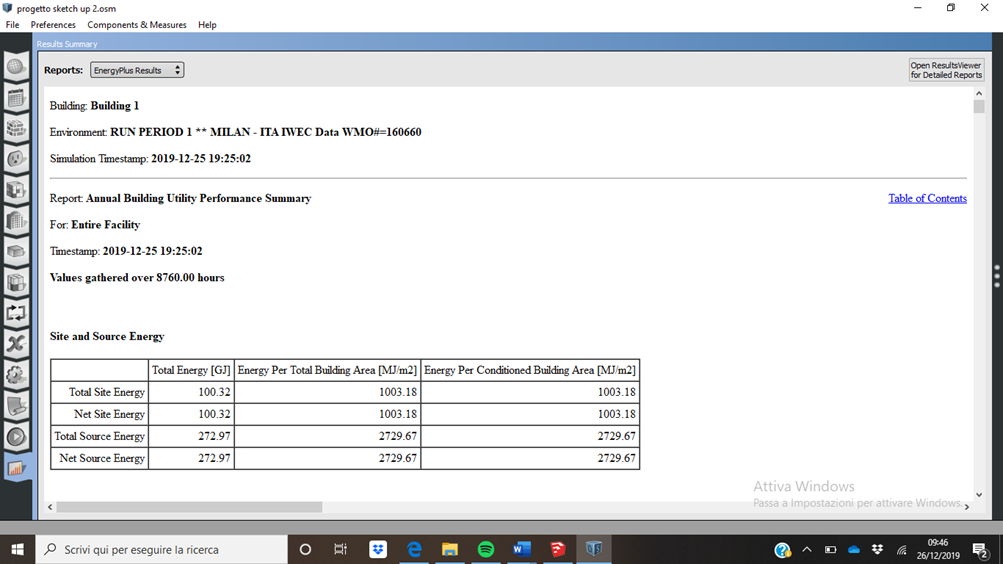 progetto sketch up 2.osm
File Preferences Components & Measures Help
Results Summary
Reports: EnergyPlus Results
Open ResultsViewer
for Detailed Reports
Building: Building 1
Environment: RUN PERIOD 1 ** MILAN - ITA IWEC Data WMO#=160660
Simulation Timestamp: 2019-12-25 19:25:02
Report: Annual Building Utility Performance Summary
Table of Contents
For: Entire Facility
Timestamp: 2019-12-25 19:25:02
Values gathered over 8760.00 hours
Site and Source Energy
Total Energy [GJ] Energy Per Total Building Area [MJ/m2] Energy Per Conditioned Building Area [MJ/m2]
Total Site Energy 100.32 1003.18 1003.18
Net Site Energy 100.32 1003.18 1003.18
Total Source Energy 272.97 2729.67 2729.67
Net Source Energy 272.97 2729.67 2729.67
Attiva Windows
Passa a Impostazioni per attivare Windows.
Scrivi qui per eseguire la ricerca
09:46
26/12/2019
2